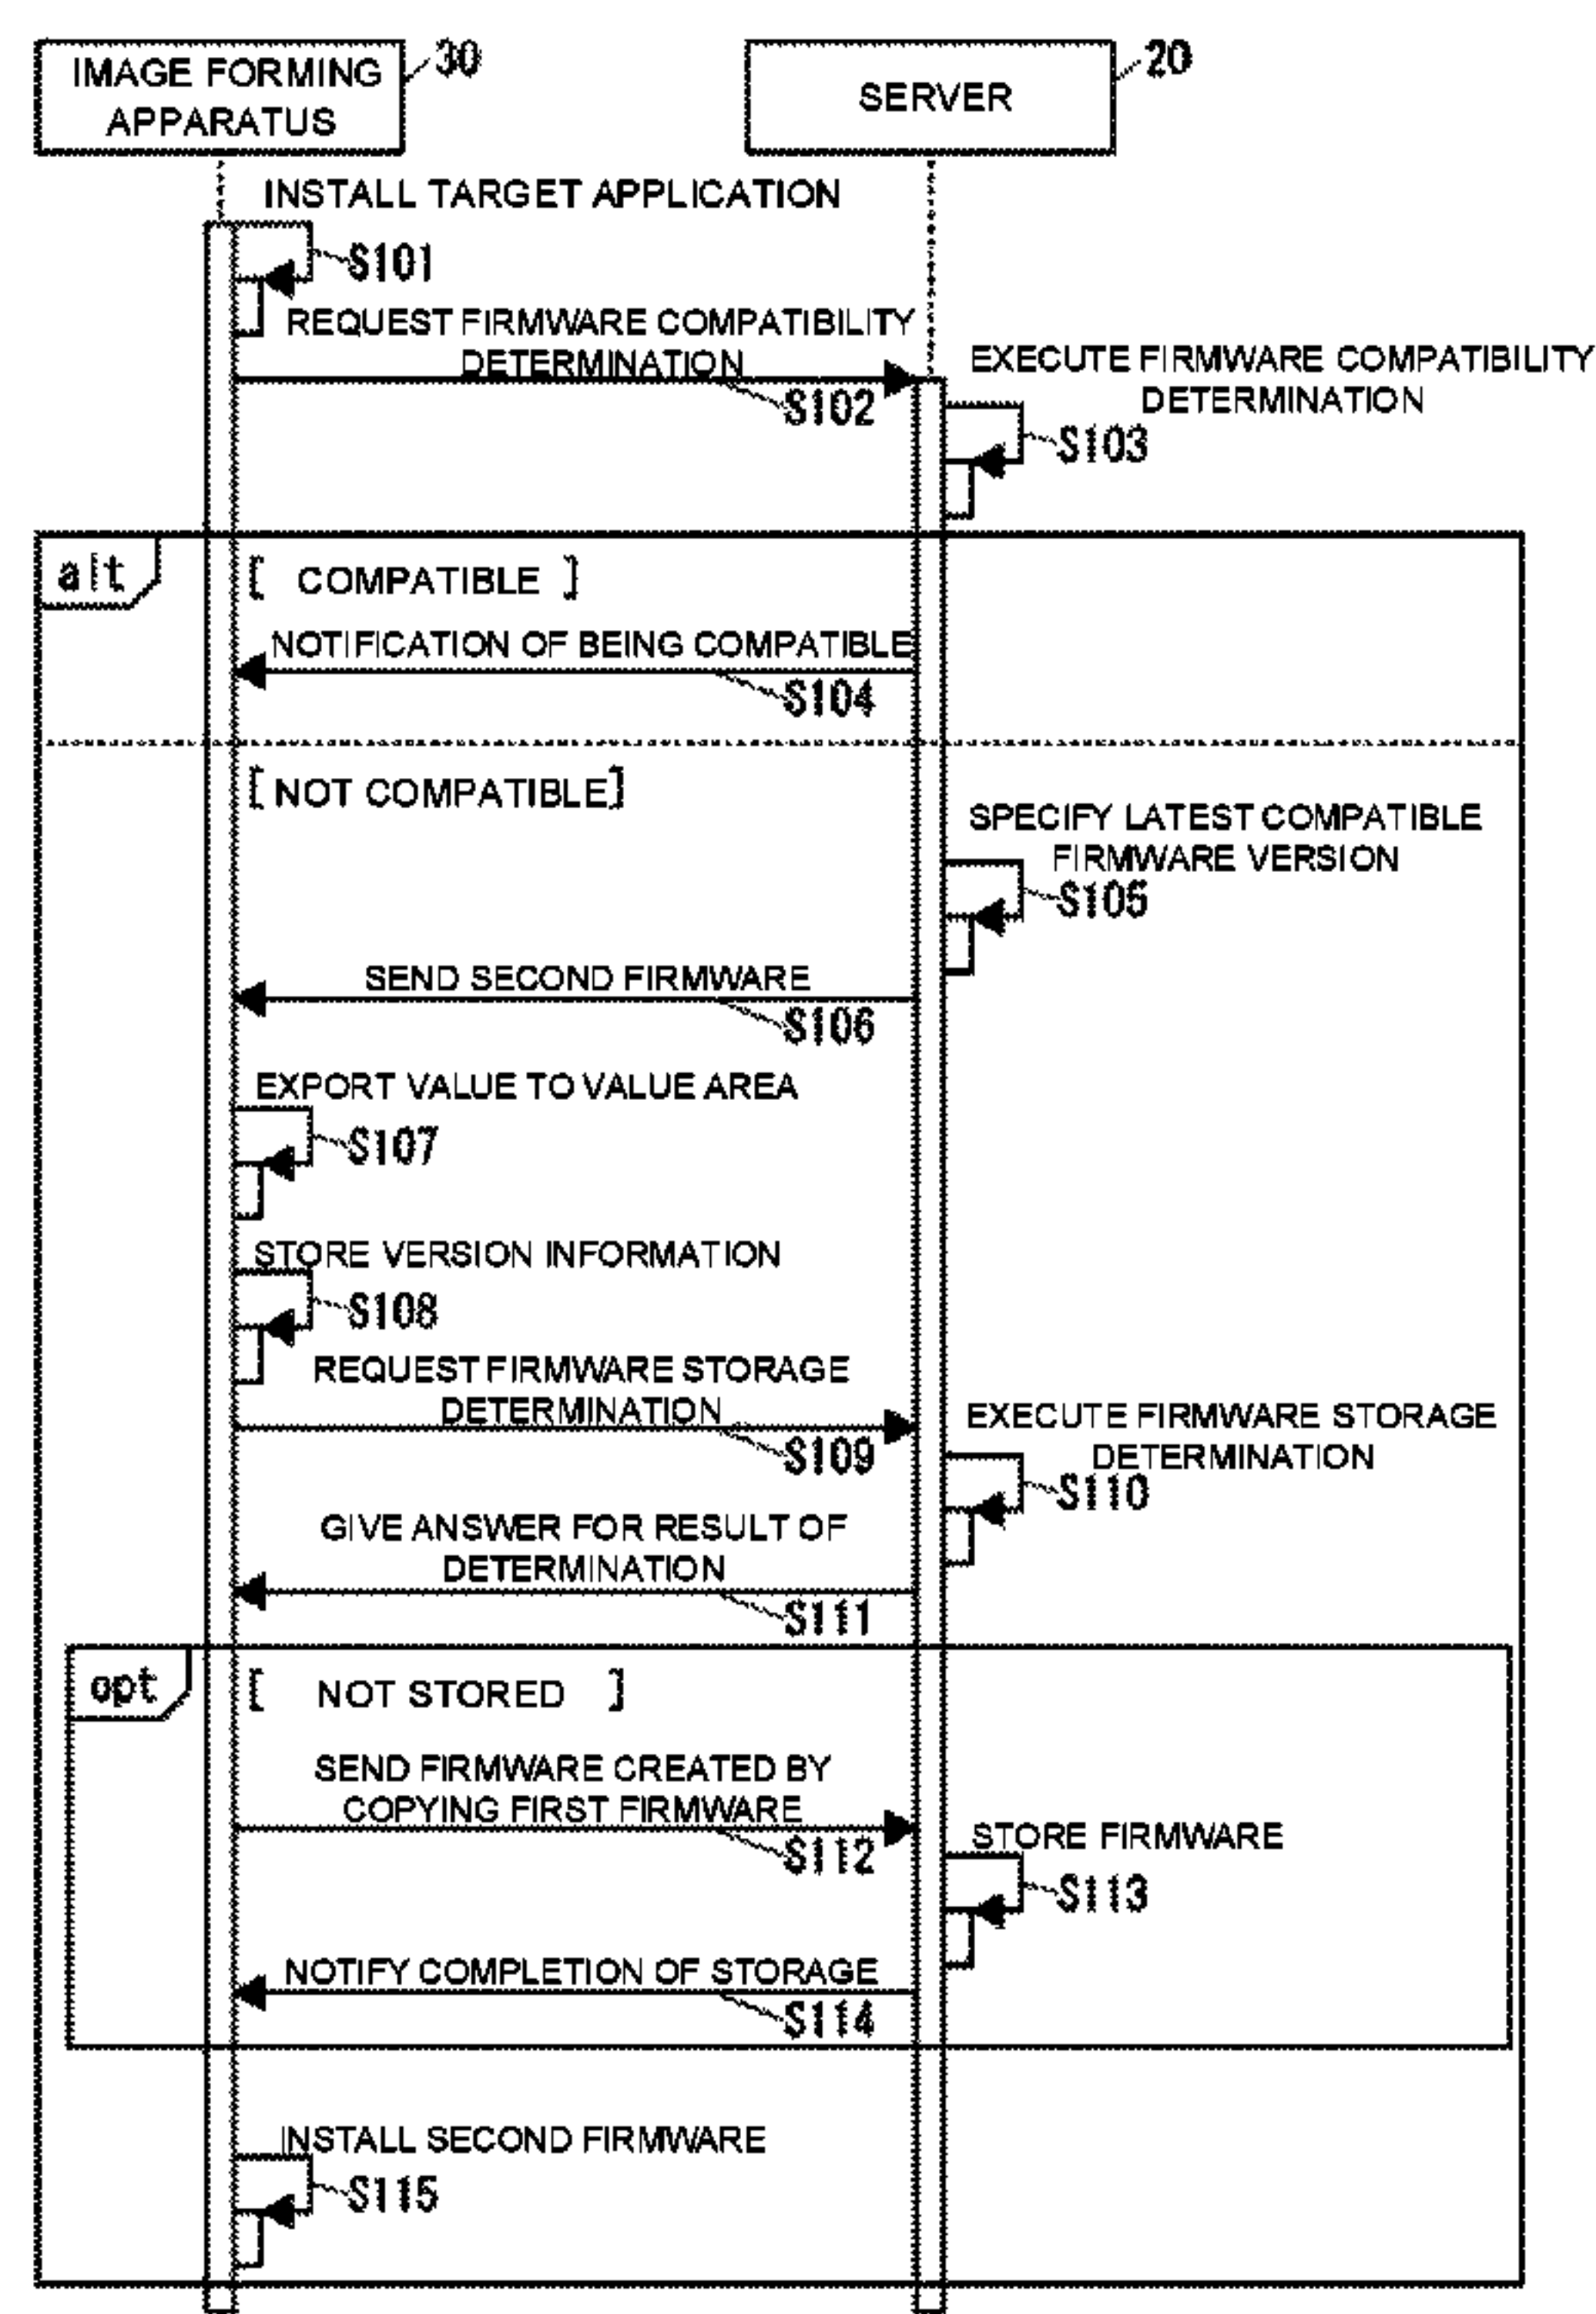 IMAGE FORMING
APPARATUS
30
SERVER
20
INSTALL TARGET APPLICATION
S101
REQUEST FIRMWARE COMPATIBILITY
DETERMINATION
S102
EXECUTE FIRMWARE COMPATIBILITY
DETERMINATION
S103
alt
[ COMPATIBLE ]
NOTIFICATION OF BEING COMPATIBLE
S104
[ NOT COMPATIBLE]
SPECIFY LATEST COMPATIBLE
FIRMWARE VERSION
S105
SEND SECOND FIRMWARE
S106
EXPORT VALUE TO VALUE AREA
S107
STORE VERSION INFORMATION
S108
REQUEST FIRMWARE STORAGE
DETERMINATION
S109
EXECUTE FIRMWARE STORAGE
DETERMINATION
S110
GIVE ANSWER FOR RESULT OF
DETERMINATION
S111
opt
[ NOT STORED ]
SEND FIRMWARE CREATED BY
COPYING FIRST FIRMWARE
S112
STORE FIRMWARE
S113
NOTIFY COMPLETION OF STORAGE
S114
INSTALL SECOND FIRMWARE
S115